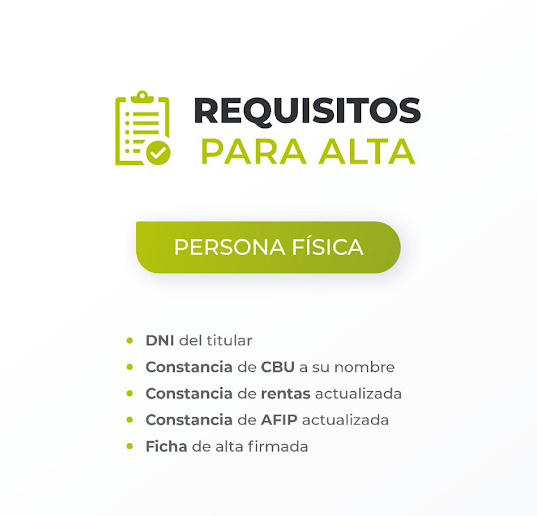 REQUISITOS
PARA ALTA
PERSONA FÍSICA
DNI del titular
Constancia de CBU a su nombre
Constancia de rentas actualizada
Constancia de AFIP actualizada
Ficha de alta firmada